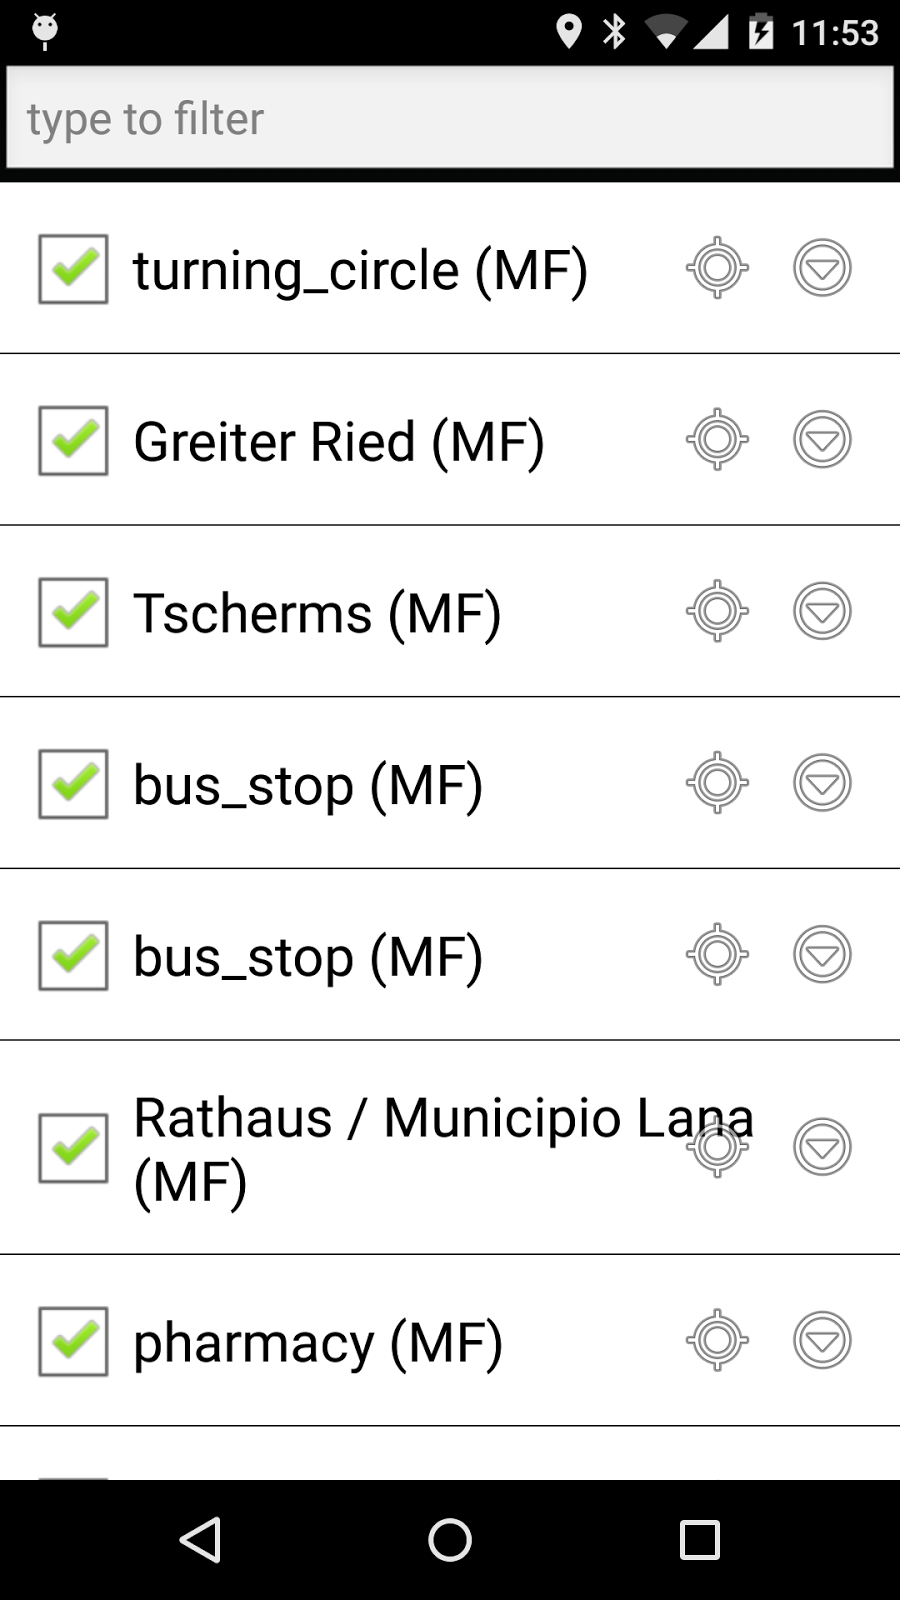 11:53
type to filter
turning_circle (MF)
Greiter Ried (MF)
Tscherms (MF)
bus_stop (MF)
bus_stop (MF)
Rathaus / Municipio Lana
(MF)
pharmacy (MF)